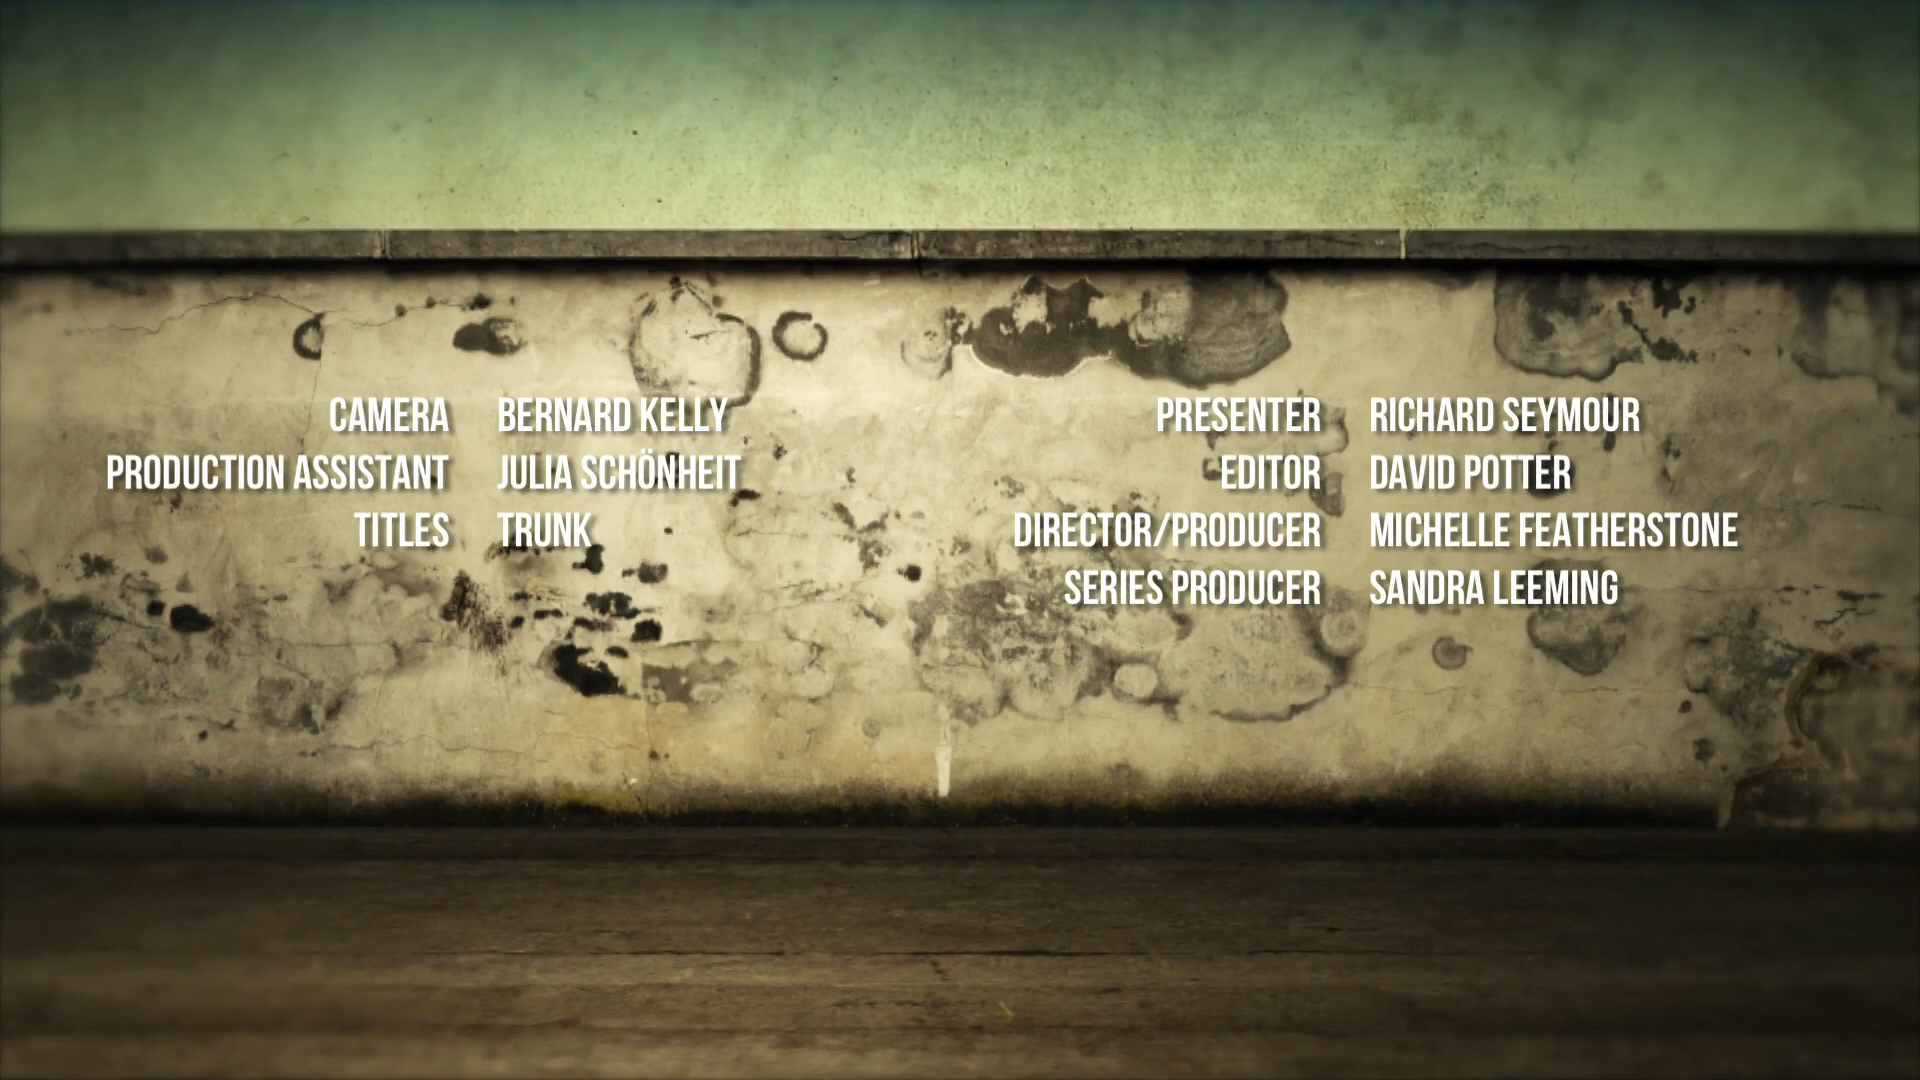 CAMERA BERNARD KELLY
PRODUCTION ASSISTANT JULIA SCHÖNHEIT
TITLES TRUNK
PRESENTER RICHARD SEYMOUR
EDITOR DAVID POTTER
DIRECTOR/PRODUCER MICHELLE FEATHERSTONE
SERIES PRODUCER SANDRA LEEMING